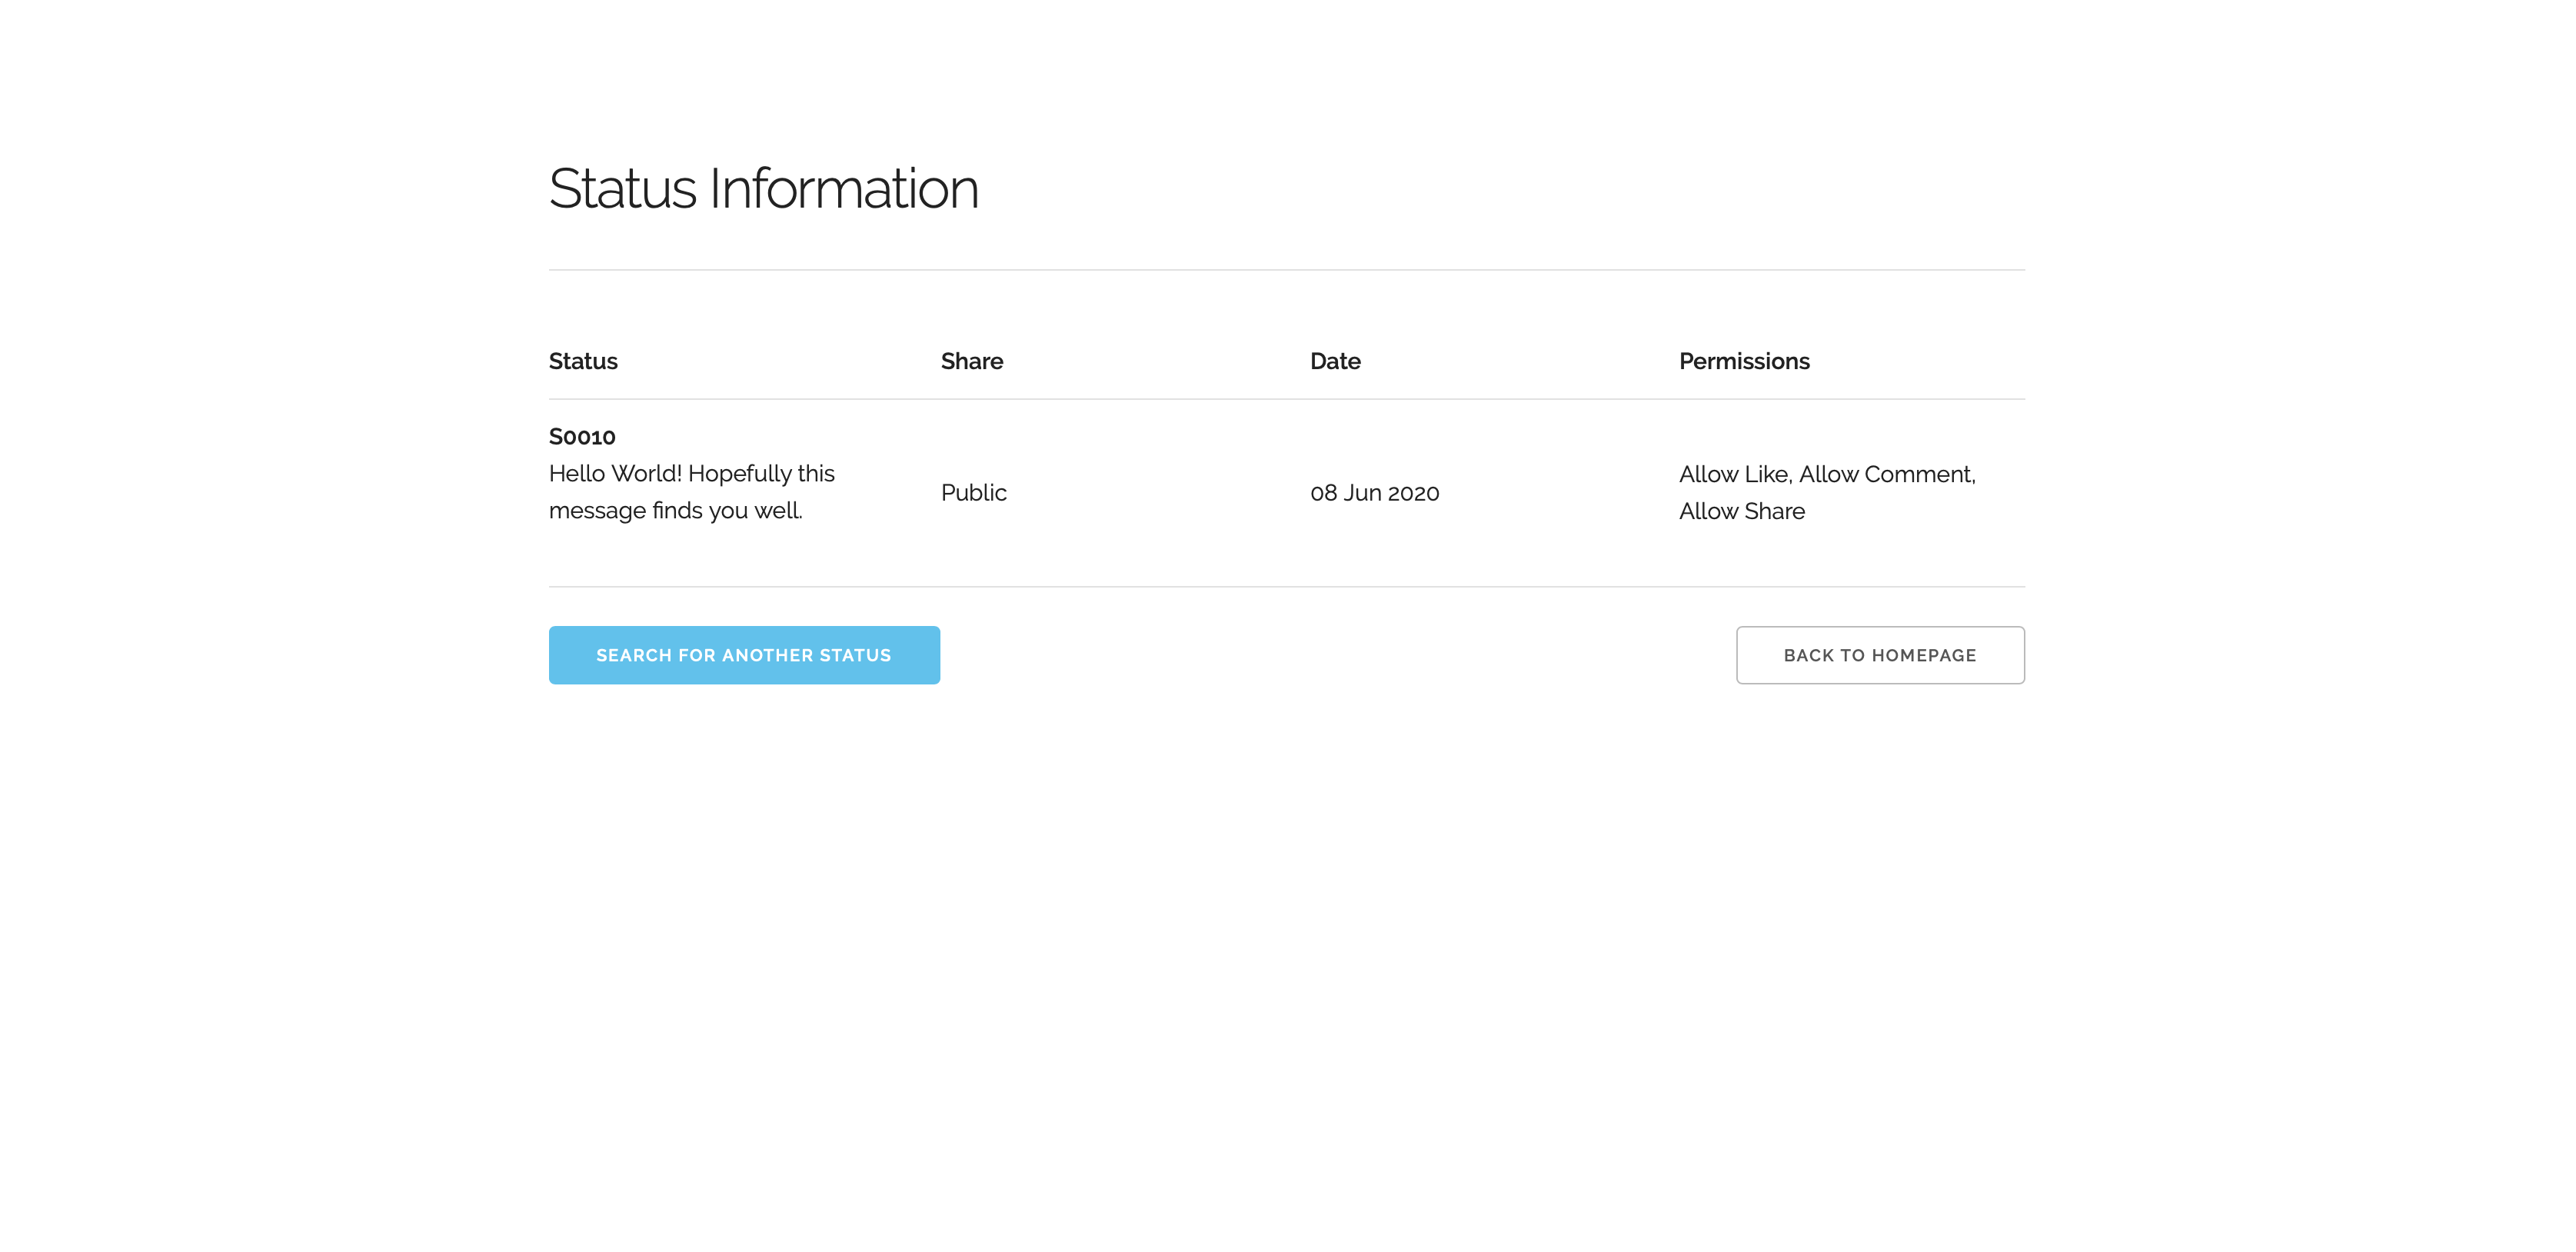 Status Information
Status Share Date Permissions
S0010
Hello World! Hopefully this
message finds you well.
Public
08 Jun 2020
Allow Like, Allow Comment,
Allow Share
SEARCH FOR ANOTHER STATUS
BACK TO HOMEPAGE